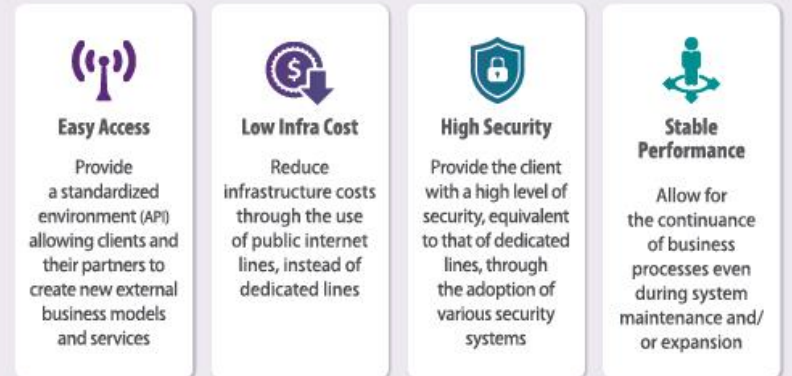 Easy Access
Provide
a standardized
environment (API)
allowing clients and
their partners to
create new external
business models
and services
Low Infra Cost
Reduce
infrastructure costs
through the use
of public internet
lines, instead of
dedicated lines
High Security
Provide the client
with a high level of
security, equivalent
to that of dedicated
lines, through
the adoption of
various security
systems
Stable
Performance
Allow for
the continuance
of business
processes even
during system
maintenance and/
or expansion